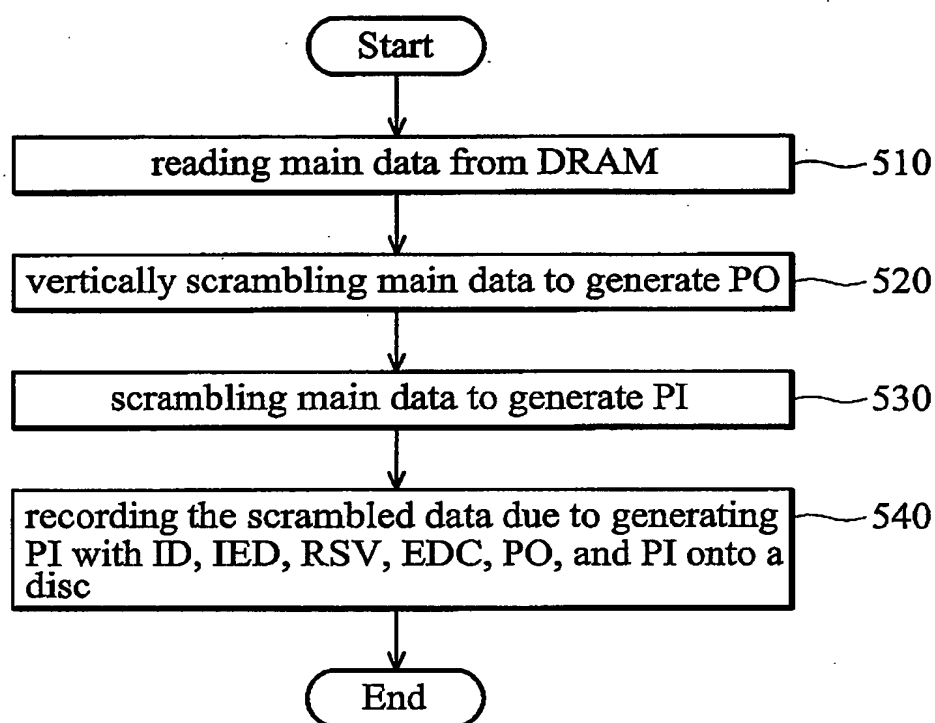 Start
reading main data from DRAM
510
vertically scrambling main data to generate PO
520
scrambling main data to generate PI
530
recording the scrambled data due to generating
PI with ID, IED, RSV, EDC, PO, and PI onto a
disc
540
End